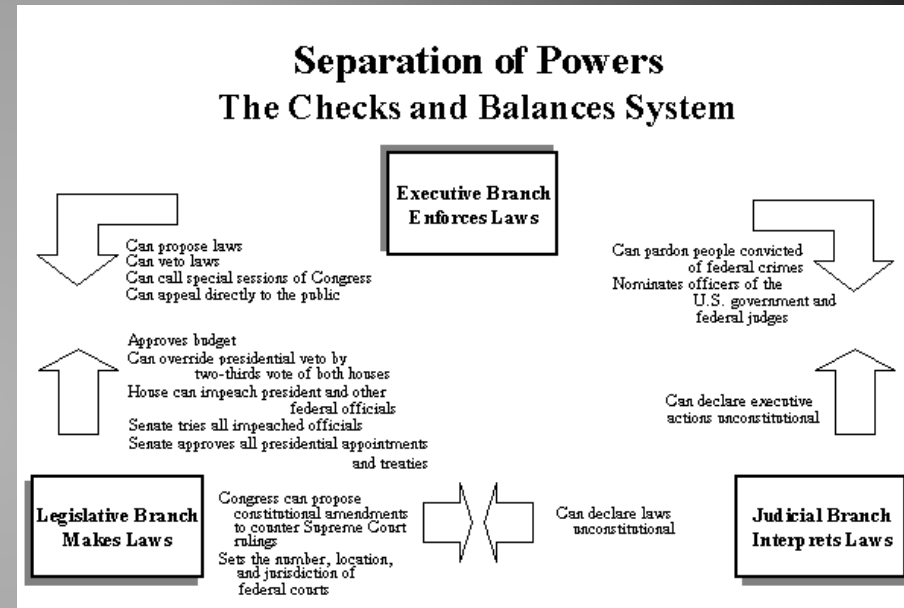 Separation of Powers
The Checks and Balances System
Executive Branch
Enforces Laws
Can propose laws
Can veto laws
Can call special sessions of Congress
Can appeal directly to the public
Can pardon people convicted
of federal crimes
Nominates officers of the
U.S. government and
federal judges
Approves budget
Can override presidential veto by
two-thirds vote of both houses
House can impeach president and other
federal officials
Senate tries all impeached officials
Senate approves all presidential appointments
and treaties
Can declare executive
actions unconstitutional
Legislative Branch
Makes Laws
Congress can propose
constitutional amendments
to counter Supreme Court
rulings
Sets the number, location,
and jurisdiction of
federal courts
Can declare laws
unconstitutional
Judicial Branch
Interprets Laws